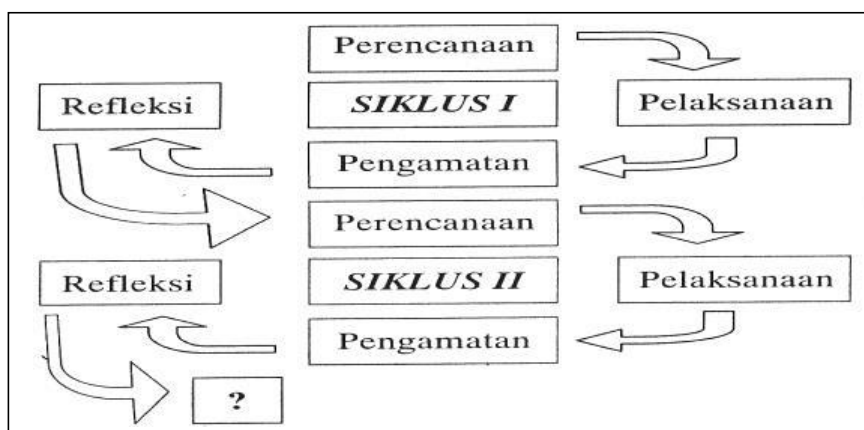 Perencanaan
Refleksi
SIKLUS I
Pelaksanaan
Pengamatan
Perencanaan
Refleksi
SIKLUS II
Pelaksanaan
Pengamatan
?